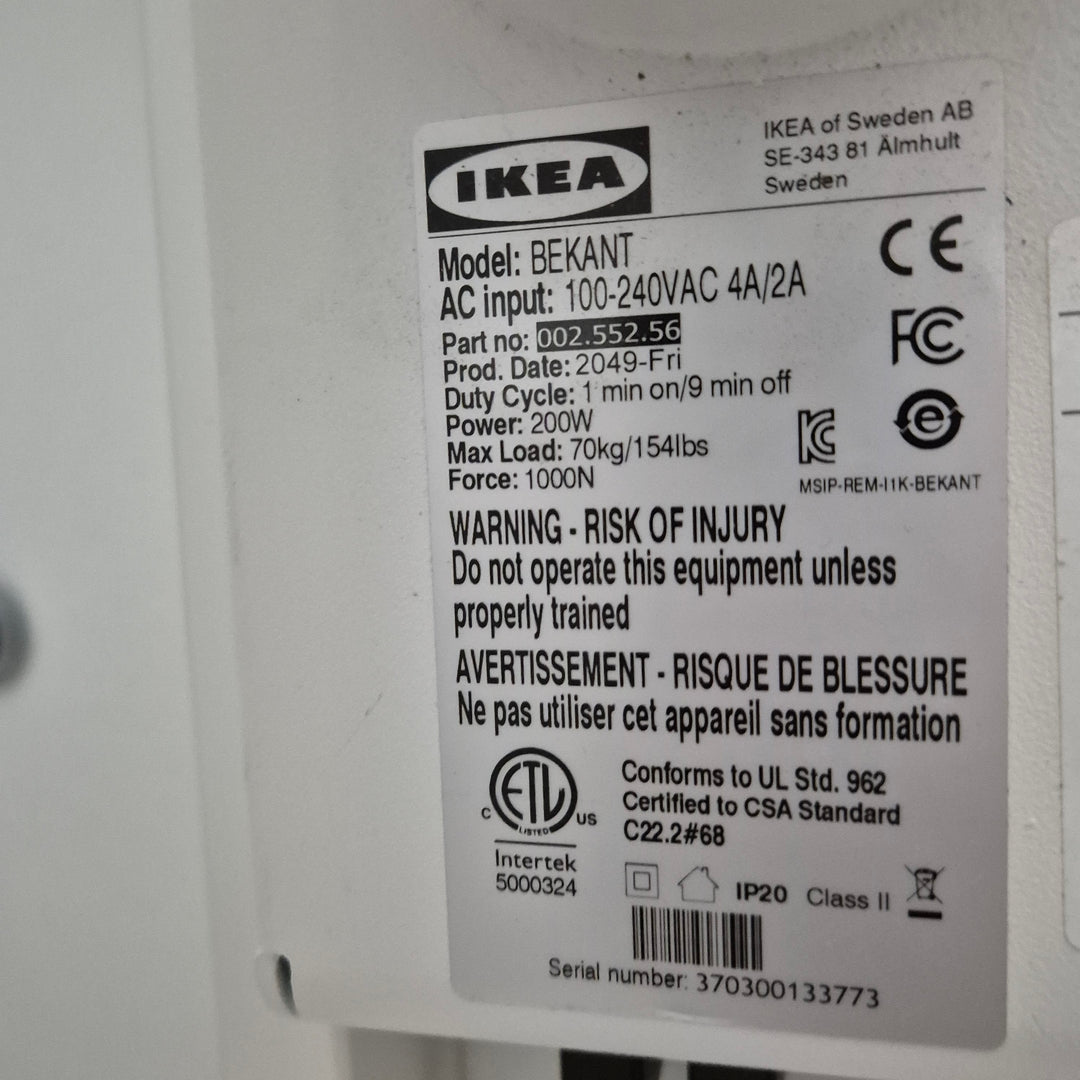 IKEA
IKEA of Sweden AB
SE-343 81 Älmhult
Sweden
Model: BEKANT
AC input: 100-240VAC 4A/2A
Part no: 002.552.56
Prod. Date: 2049-Fri
Duty Cycle: 1 min on/9 min off
Power: 200W
Max Load: 70kg/154lbs
Force: 1000N
CE
FC
e
MSIP-REM-I1K-BEKANT
WARNING - RISK OF INJURY
Do not operate this equipment unless
properly trained
AVERTISSEMENT - RISQUE DE BLESSURE
Ne pas utiliser cet appareil sans formation
C ETL US
LISTED
Intertek
5000324
Conforms to UL Std. 962
Certified to CSA Standard
C22.2#68
IP20 Class II
Serial number: 370300133773